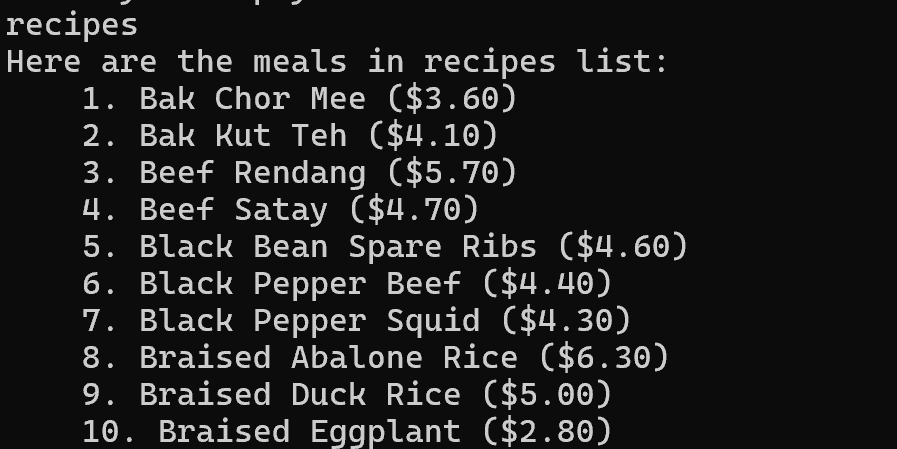 recipes
Here are the meals in recipes list:
1. Bak Chor Mee ($3.60)
2. Bak Kut Teh ($4.10)
3. Beef Rendang ($5.70)
4. Beef Satay ($4.70)
5. Black Bean Spare Ribs ($4.60)
6. Black Pepper Beef ($4.40)
7. Black Pepper Squid ($4.30)
8. Braised Abalone Rice ($6.30)
9. Braised Duck Rice ($5.00)
10. Braised Eggplant ($2.80)